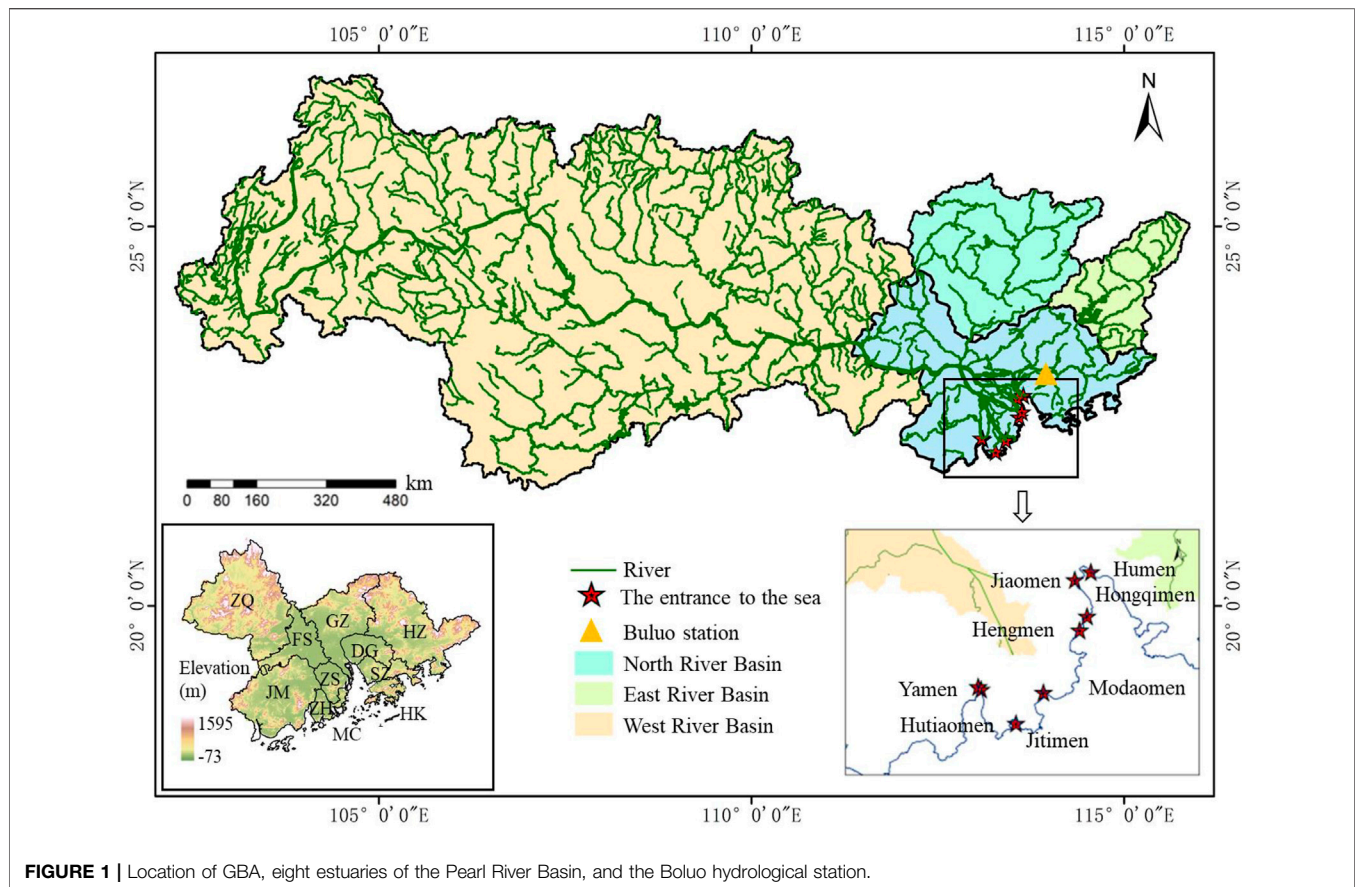 105° 0′0″E
110° 0′0″E
115° 0′0″E
N
25° 0′0″N
25° 0′0″N
km
0 80 160 320 480
20° 0′0″N
20° 0′0″N
ZQ
GZ
HZ
FS
DG
Elevation
(m)
JM
ZS
SZ
ZH
HK
MC
1595
-73
River
The entrance to the sea
Buluo station
North River Basin
East River Basin
West River Basin
Jiaomen
Humen
Hongqimen
Hengmen
Yamen
Modaomen
Hutiaomen
Jitimen
105° 0′0″E
110° 0′0″E
115° 0′0″E
FIGURE 1 | Location of GBA, eight estuaries of the Pearl River Basin, and the Boluo hydrological station.